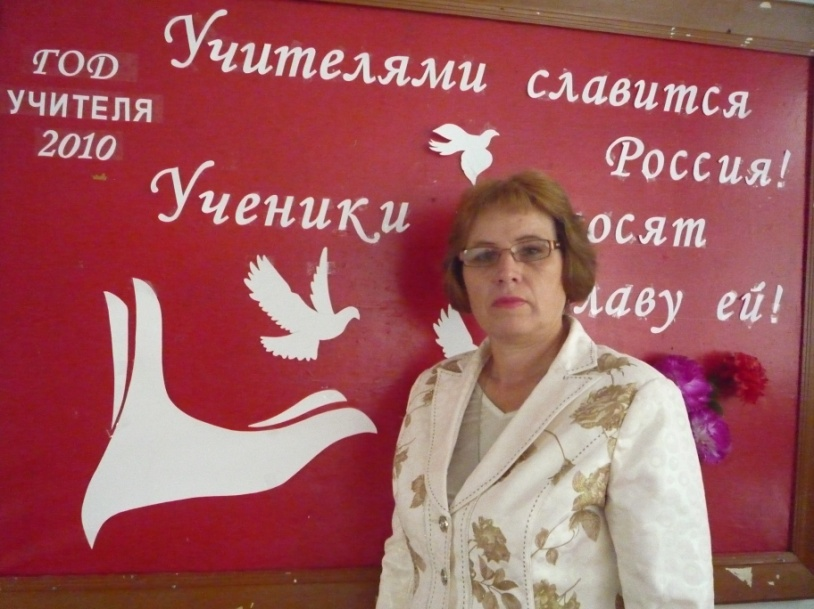 ГОД
УЧИТЕЛЯ
2010
Учителями славится
Россия!
Ученики
ей!